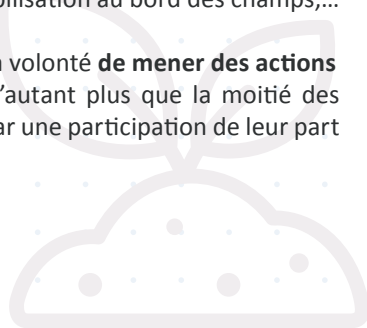 bilisation au bord des champs,...
volonté de mener des actions
'autant plus que la moitié des
ar une participation de leur part